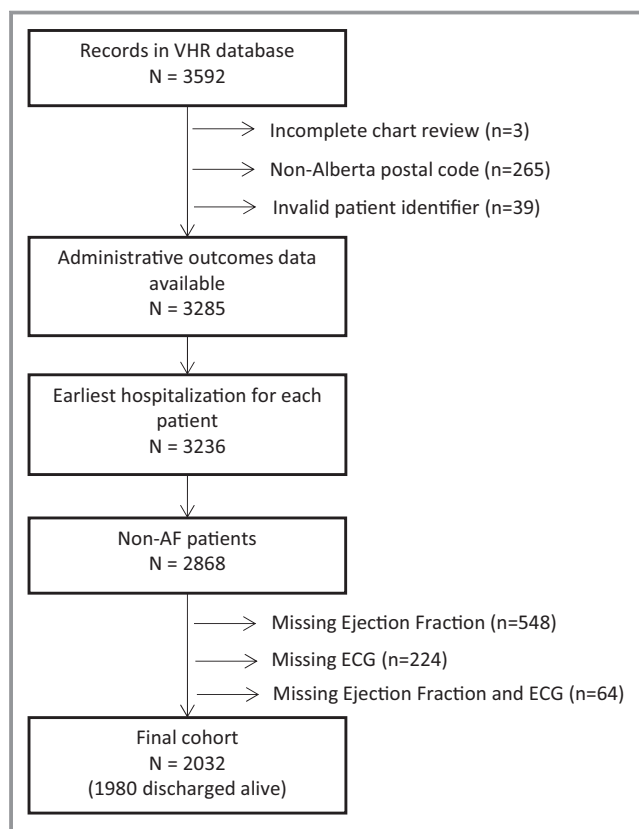 Records in VHR database
N = 3592
Incomplete chart review (n=3)
Non-Alberta postal code (n=265)
Invalid patient identifier (n=39)
Administrative outcomes data
available
N = 3285
Earliest hospitalization for each
patient
N = 3236
Non-AF patients
N = 2868
Missing Ejection Fraction (n=548)
Missing ECG (n=224)
Missing Ejection Fraction and ECG (n=64)
Final cohort
N = 2032
(1980 discharged alive)